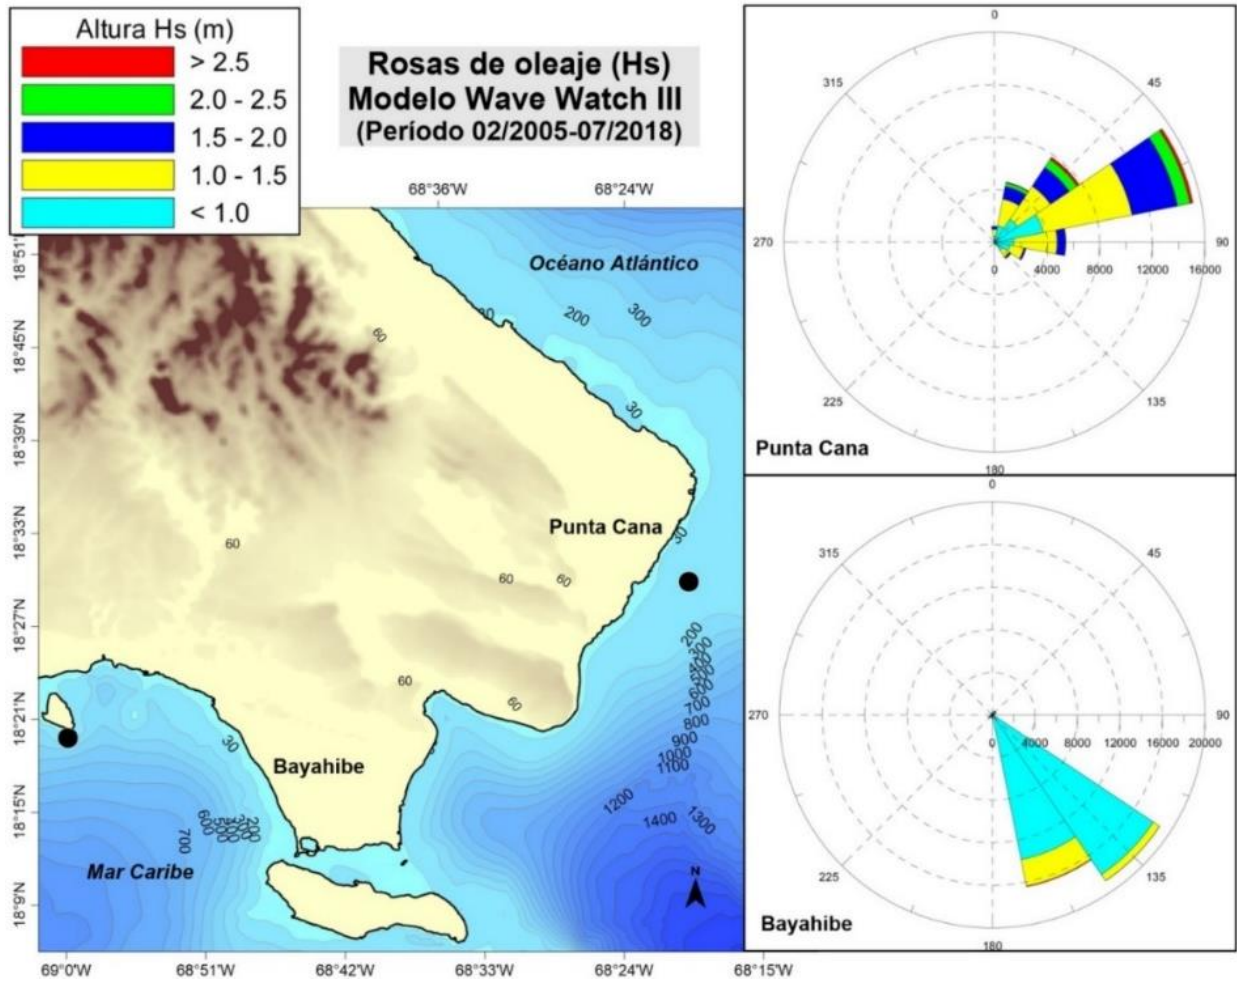 Altura Hs (m)
> 2.5
2.0 - 2.5
1.5 - 2.0
1.0 - 1.5
< 1.0
Rosas de oleaje (Hs)
Modelo Wave Watch III
(Período 02/2005-07/2018)
68°36'W
68°24'W
18°51'
18°45'N
18°39'N
18°33'N
18°27'N
18°21'N
18°15'N
18°9'N
Océano Atlántico
30
200
300
60
30
Punta Cana
30
60
60
60
200
300
700
800
900
1000
1100
1200
1300
1400
60
60
30
Bayahibe
700
600
200
Mar Caribe
N
69°0'W
68°51'W
68°42'W
68°33'W
68°24'W
68°15'W
0
315
45
270
0
4000
8000
12000
16000
90
225
135
180
Punta Cana
0
315
45
270
0
4000
8000
12000
16000
20000
90
225
135
180
Bayahibe